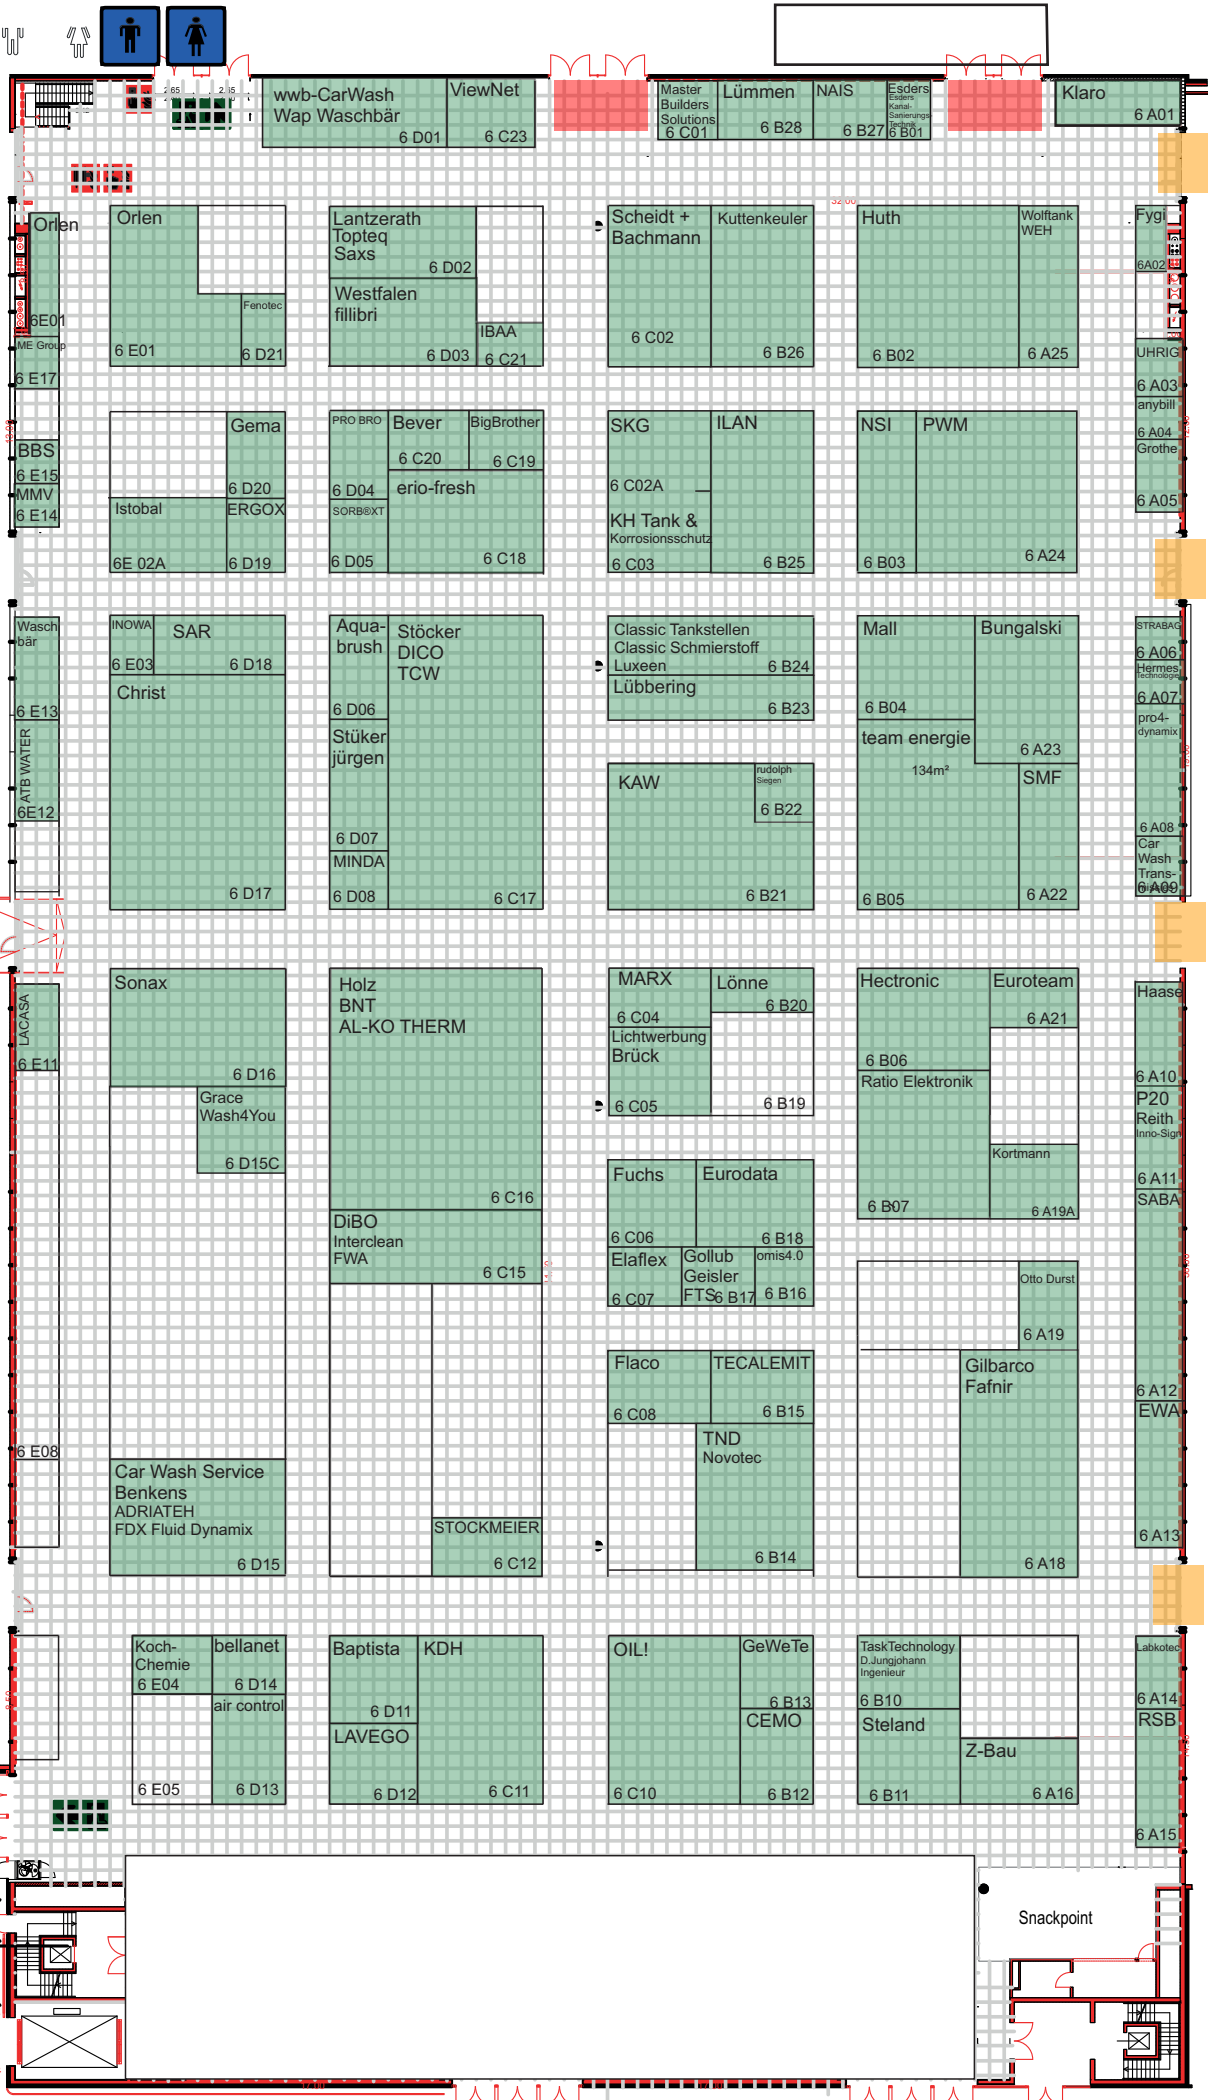 wwb-CarWash
Wap Waschbär
6 D01
ViewNet
6 C23
Master
Builders
Solutions
6 C01
Lümmen
6 B28
NAIS
6 B27
Esders
Esders
Kanal-
Sanierungs-
Technik
6 B01
Klaro
6 A01
32.00
Orlen
6E01
Orlen
6 E01
Fenotec
6 D21
Lantzerath
Topteq
Saxs
6 D02
Westfalen
fillibri
6 D03
IBAA
6 C21
Scheidt +
Bachmann
6 C02
Kuttenkeuler
6 B26
Huth
6 B02
Wolftank
WEH
6 A25
Fygi
6A02
ME Group
6 E17
UHRIG
6 A03
anybill
6 A04
Grothe
6 A05
BBS
6 E15
MMV
6 E14
Gema
6 D20
Istobal
6E 02A
ERGOX
6 D19
PRO BRO
6 D04
SORB®XT
6 D05
Bever
6 C20
BigBrother
6 C19
erio-fresh
6 C18
SKG
6 C02A
KH Tank &
Korrosionsschutz
6 C03
ILAN
6 B25
NSI
6 B03
PWM
6 A24
Wasch
bär
6 E13
ATB WATER
6E12
INOWA
6 E03
SAR
6 D18
Christ
6 D17
Aqua-
brush
6 D06
Stüker
jürgen
6 D07
MINDA
6 D08
Stöcker
DICO
TCW
6 C17
Classic Tankstellen
Classic Schmierstoff
Luxeen
6 B24
Lübbering
6 B23
KAW
6 B21
rudolph
Siegen
6 B22
Mall
6 B04
Bungalski
6 A23
team energie
134m²
6 B05
SMF
6 A22
STRABAG
6 A06
Hermes
Technologie
6 A07
pro4-
dynamix
6 A08
Car
Wash
Trans-
6 A09
LACASA
6 E11
6 E08
Sonax
6 D16
Grace
Wash4You
6 D15C
Car Wash Service
Benkens
ADRIATEH
FDX Fluid Dynamix
6 D15
Holz
BNT
AL-KO THERM
6 C16
DiBO
Interclean
FWA
6 C15
STOCKMEIER
6 C12
MARX
6 C04
Lichtwerbung
Brück
6 C05
Lönne
6 B20
6 B19
Fuchs
6 C06
Eurodata
6 B18
Elaflex
6 C07
Gollub
Geisler
FTS
6 B17
omis4.0
6 B16
Flaco
6 C08
TECALEMIT
6 B15
TND
Novotec
6 B14
Hectronic
6 B06
Euroteam
6 A21
Ratio Elektronik
6 B07
Kortmann
6 A19A
Otto Durst
6 A19
Gilbarco
Fafnir
6 A18
Haase
6 A10
P20
Reith
Inno-Sign
6 A11
SABA
6 A12
EWA
6 A13
Koch-
Chemie
6 E04
bellanet
6 D14
6 E05
air control
6 D13
Baptista
6 D11
LAVEGO
6 D12
KDH
6 C11
OIL!
6 C10
GeWeTe
6 B13
CEMO
6 B12
TaskTechnology
D.Jungjohann
Ingenieur
6 B10
Steland
6 B11
Z-Bau
6 A16
Labkotec
6 A14
RSB
6 A15
Snackpoint